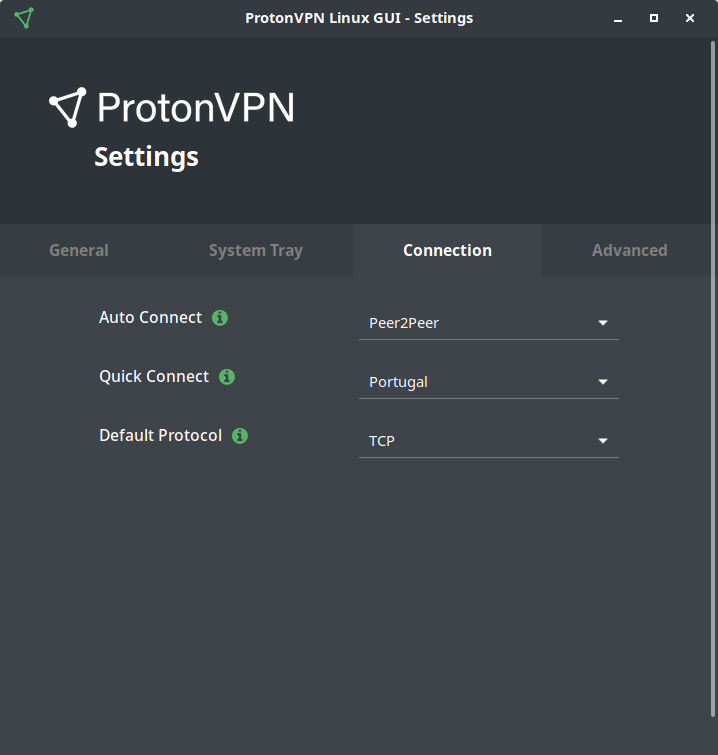 ProtonVPN Linux GUI - Settings
ProtonVPN
Settings
General System Tray Connection Advanced
Auto Connect Peer2Peer
Quick Connect Portugal
Default Protocol TCP